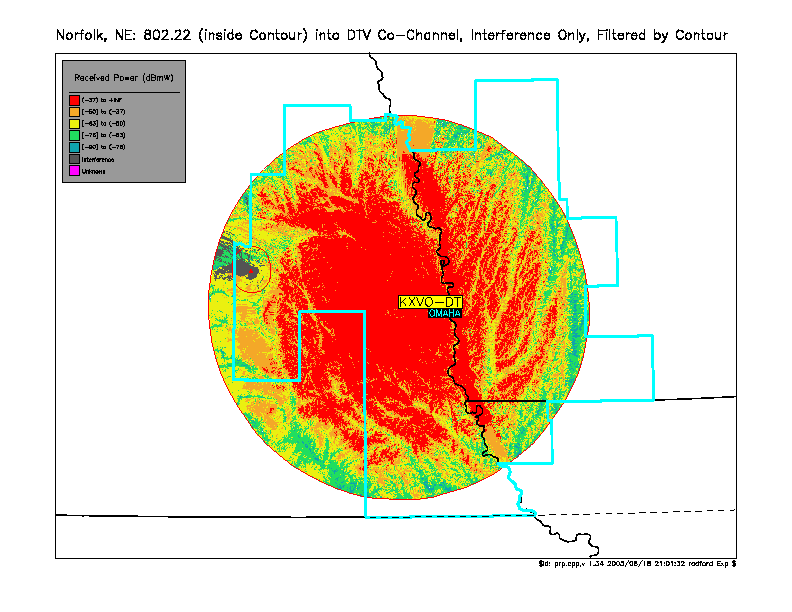 Norfolk, NE: 802.22 (inside Contour) into DTV Co-Channel, Interference Only, Filtered by Contour
Received Power (dBmW)
(-37) to +INF
(-50) to (-37)
(-63) to (-50)
(-76) to (-63)
(-90) to (-76)
Interference
Unknown
KXVO-DT
OMAHA
$Id: prp.cpp,v 1.34 2005/08/18 21:01:32 radford Exp $